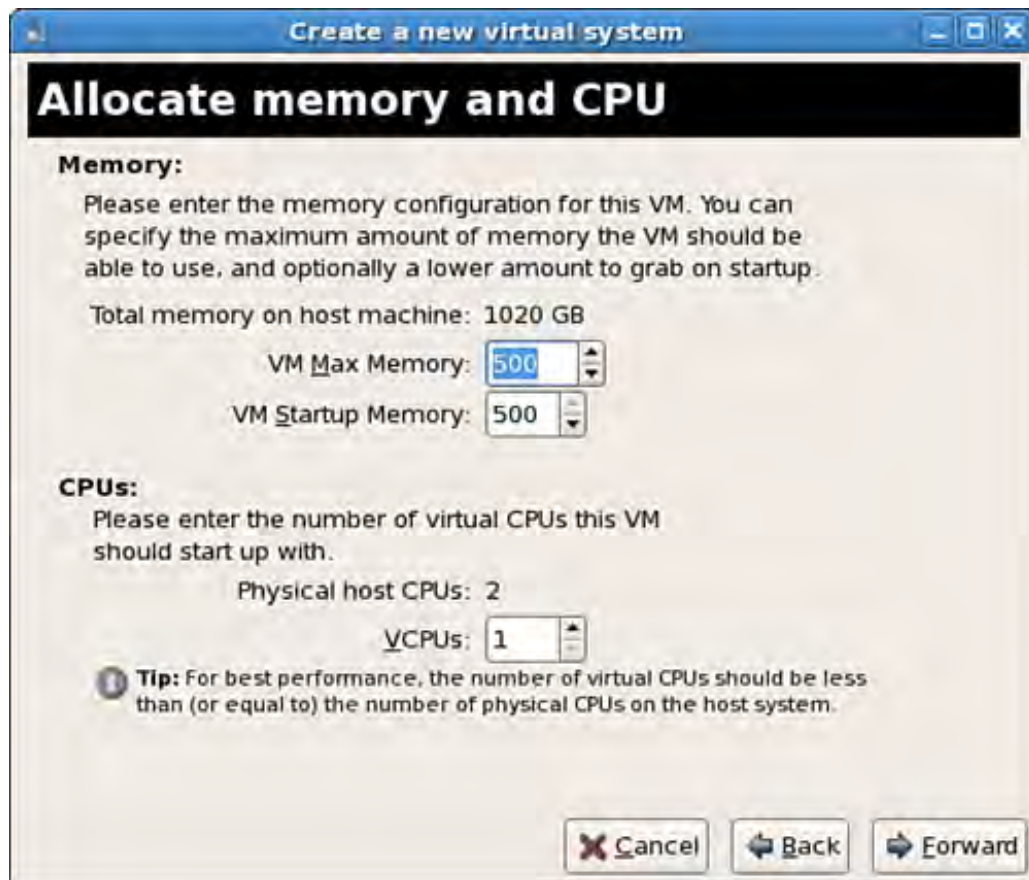 Create a new virtual system
Allocate memory and CPU
Memory:
Please enter the memory configuration for this VM. You can
specify the maximum amount of memory the VM should be
able to use, and optionally a lower amount to grab on startup.
Total memory on host machine: 1020 GB
VM Max Memory: 500
VM Startup Memory: 500
CPUs:
Please enter the number of virtual CPUs this VM
should start up with.
Physical host CPUs: 2
VCPUs: 1
Tip: For best performance, the number of virtual CPUs should be less
than (or equal to) the number of physical CPUs on the host system.
Cancel Back Forward